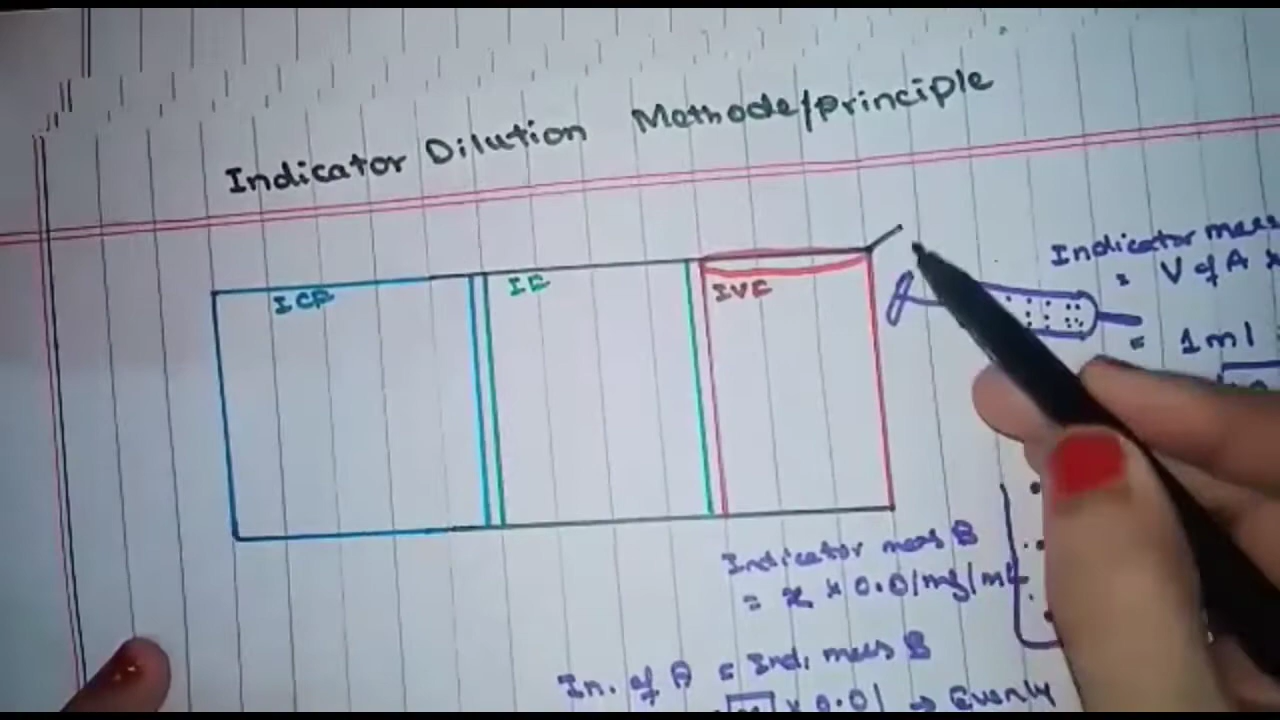 Indicator Dilution Methode/principle
ICF
IF
IVF
Indicator mass
= V of A ×
= 1ml
Indicator mass B
= x × 0.01mg/ml
In. of A = Ind. mass B
× 0.01 → Evenly